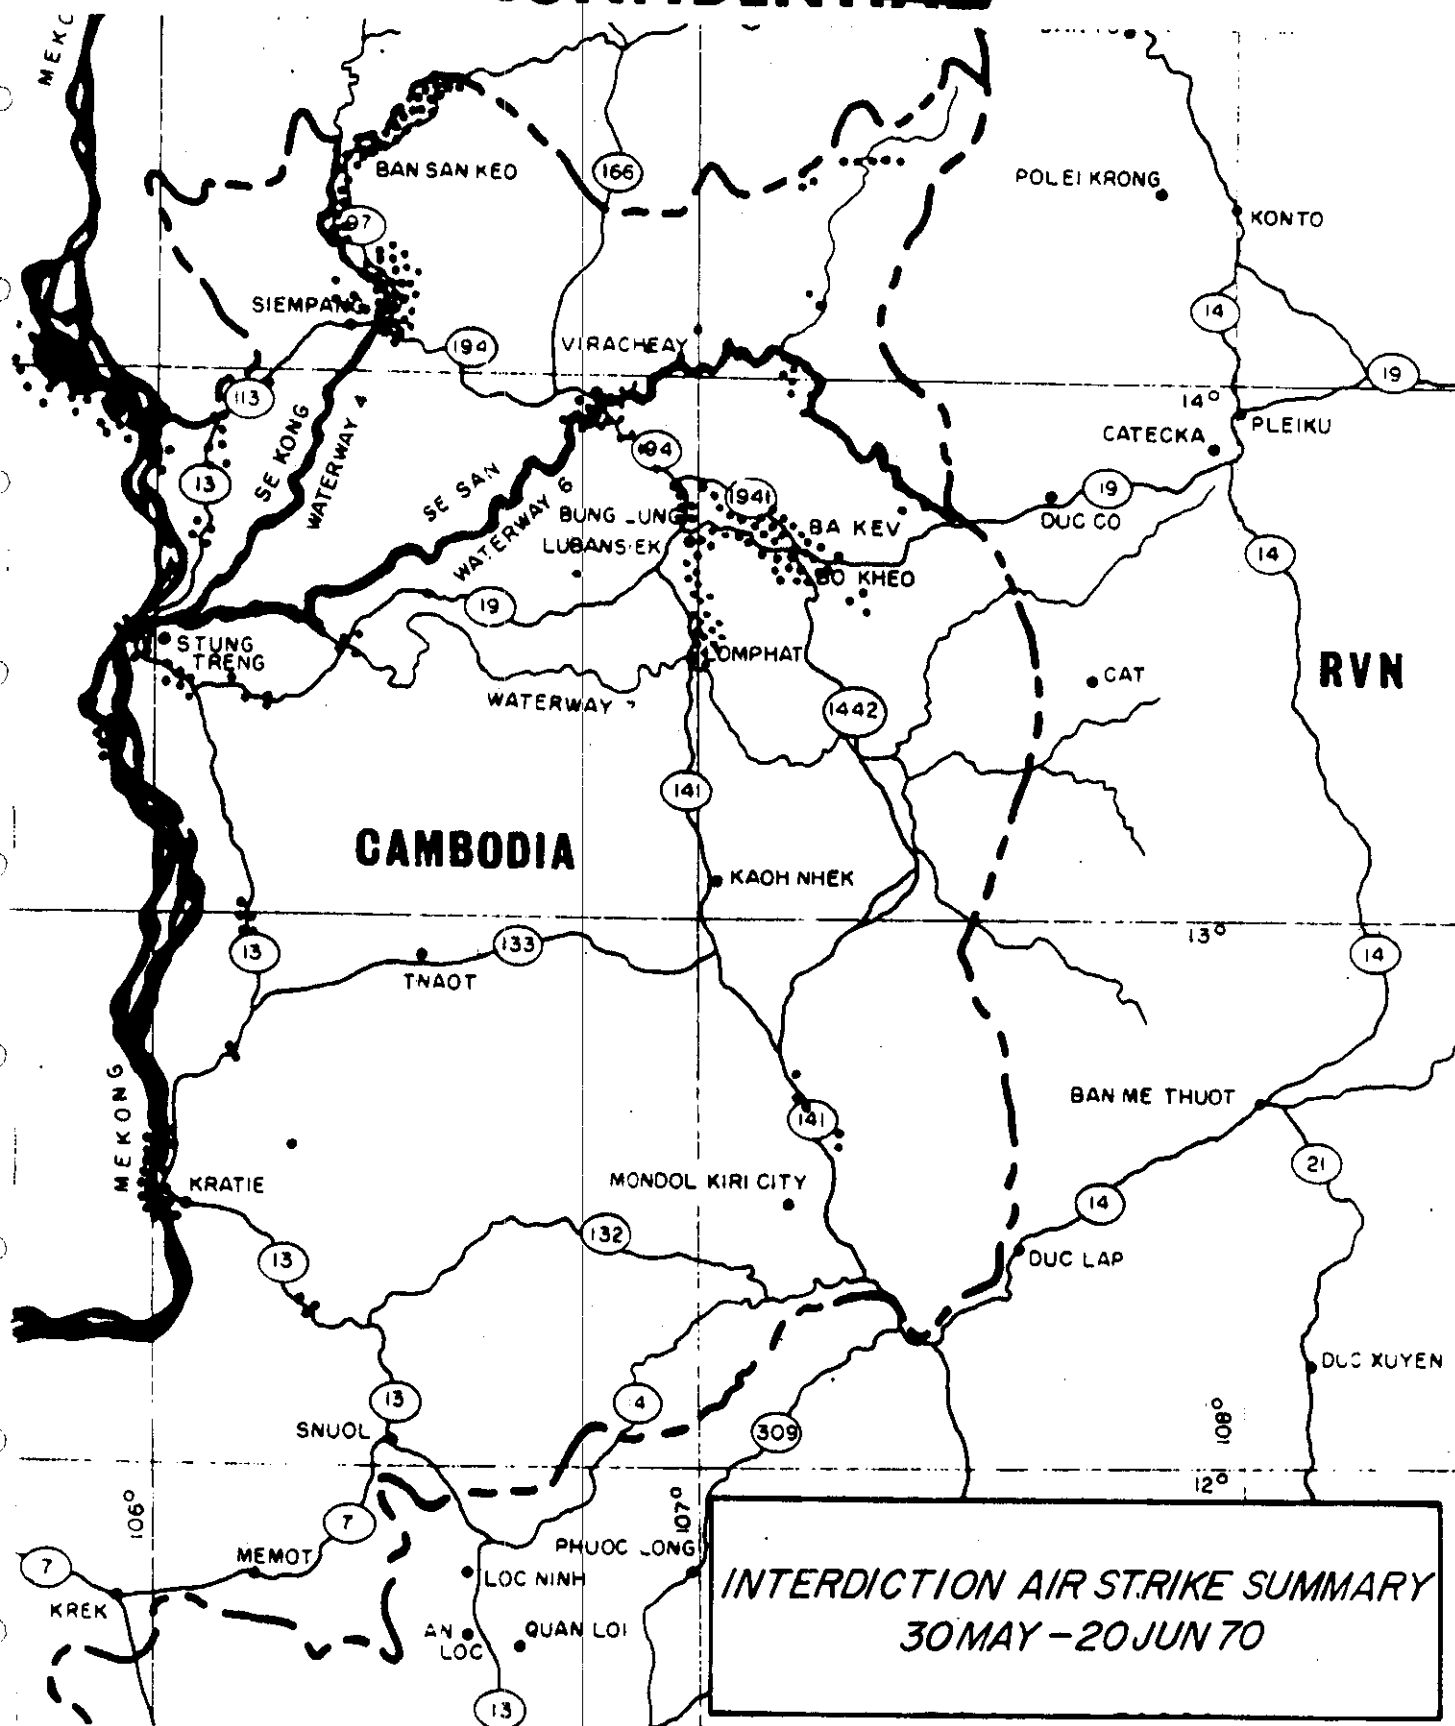 CONFIDENTIAL
MEKO
BAN SAN KEO
166
POLEI KRONG
KONTO
97
SIEMPANG
14
194
VIRACHEAY
19
113
14°
PLEIKU
CATECKA
SE KONG
WATERWAY 4
SE SAN
WATERWAY 6
194
13
1941
19
BUNG LUNG
BA KEV
DUC CO
LUBANSIEK
14
BO KHEO
19
STUNG
TRENG
LOMPHAT
CAT
RVN
WATERWAY 7
1442
141
CAMBODIA
KAOH NHEK
13
133
13°
14
TNAOT
MEKONG
BAN ME THUOT
141
21
KRATIE
MONDOL KIRI CITY
14
132
13
DUC LAP
DUC XUYEN
13
14
SNUOL
309
108°
12°
106°
107°
7
PHUOC LONG
MEMOT
7
LOC NINH
KREK
AN
LOC
QUAN LOI
13
INTERDICTION AIR STRIKE SUMMARY
30 MAY - 20 JUN 70